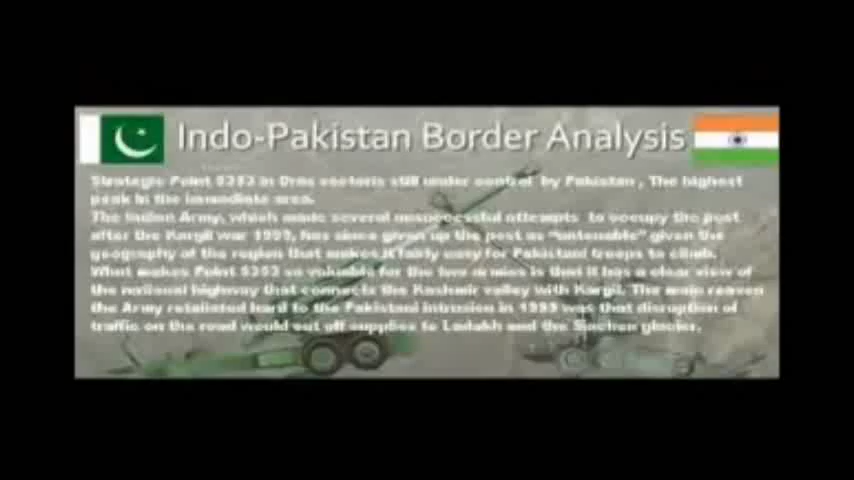 Indo-Pakistan Border Analysis
Strategic Point 5353 in Dras sectoris still under control by Pakistan , The highest
peak in the immediate area.
The Indian Army, which made several unsuccessful attempts to occupy the post
after the Kargil war 1999, has since given up the post as "untenable" given the
geography of the region that makes it fairly easy for Pakistani troops to climb.
What makes Point 5353 so valuable for the two armies is that it has a clear view of
the national highway that connects the Kashmir valley with Kargil. The main reason
the Army retaliated hard to the Pakistani intrusion in 1999 was that disruption of
traffic on the road would cut off supplies to Ladakh and the Siachen glacier.